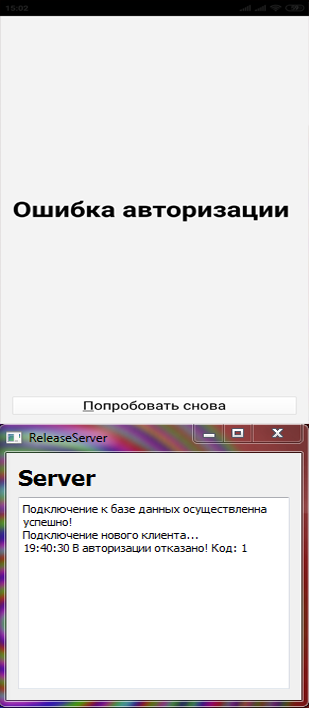 15:02
Ошибка авторизации
Попробовать снова
ReleaseServer
Server
Подключение к базе данных осуществленна
успешно!
Подключение нового клиента...
19:40:30 В авторизации отказано! Код: 1